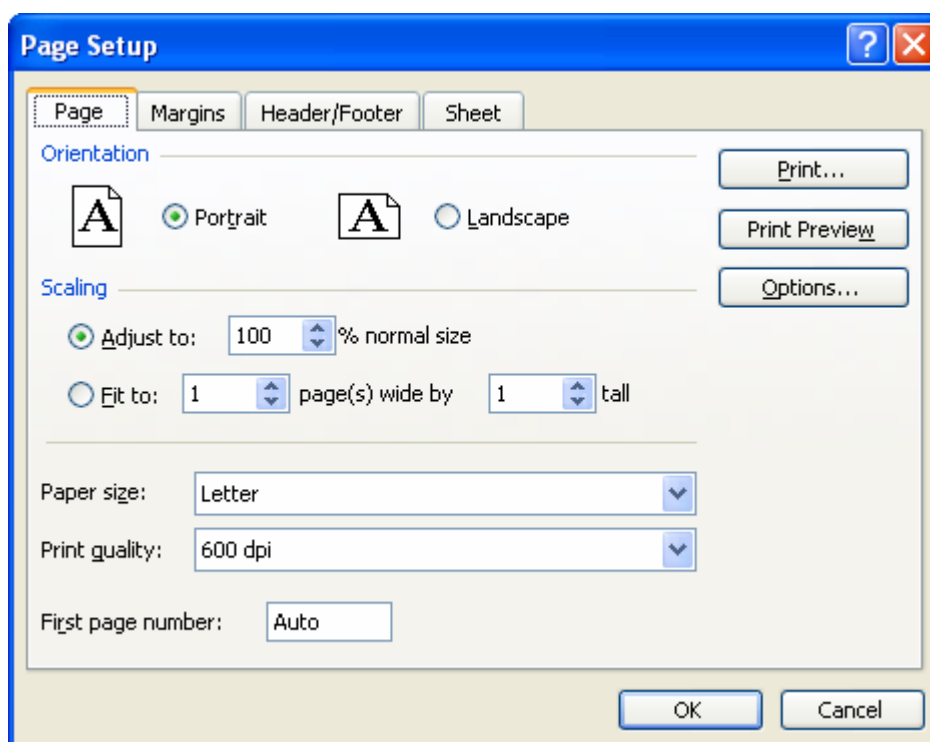 Page Setup
Page Margins Header/Footer Sheet
Orientation
Print...
A Portrait A Landscape
Print Preview
Scaling
Options...
Adjust to: 100 % normal size
Fit to: 1 page(s) wide by 1 tall
Paper size: Letter
Print quality: 600 dpi
First page number: Auto
OK Cancel